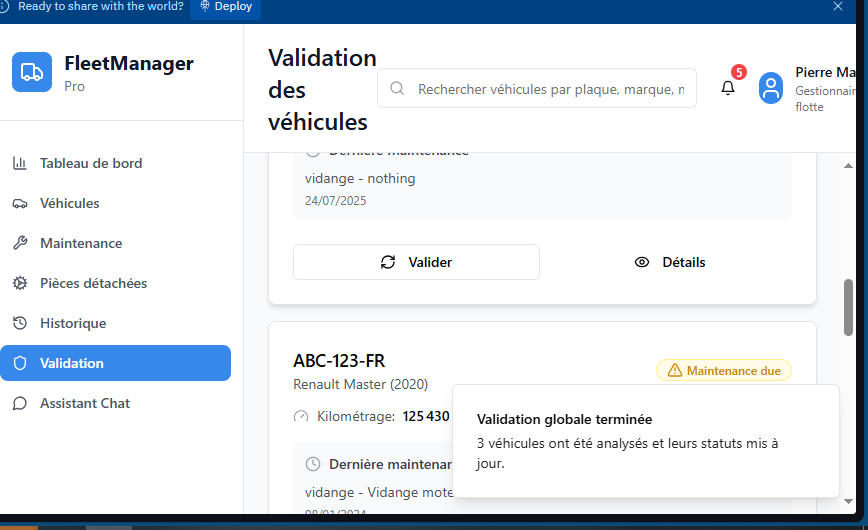 Ready to share with the world? Deploy
FleetManager
Pro
Validation
des
véhicules
Rechercher véhicules par plaque, marque, n
5
Pierre Ma
Gestionnair
flotte
Tableau de bord
Véhicules
Maintenance
Pièces détachées
Historique
Validation
Assistant Chat
Dernière maintenance
vidange - nothing
24/07/2025
Valider
Détails
ABC-123-FR
Maintenance due
Renault Master (2020)
Kilométrage: 125 430
Dernière maintenan
vidange - Vidange mote
08/01/2024
Validation globale terminée
3 véhicules ont été analysés et leurs statuts mis à
jour.